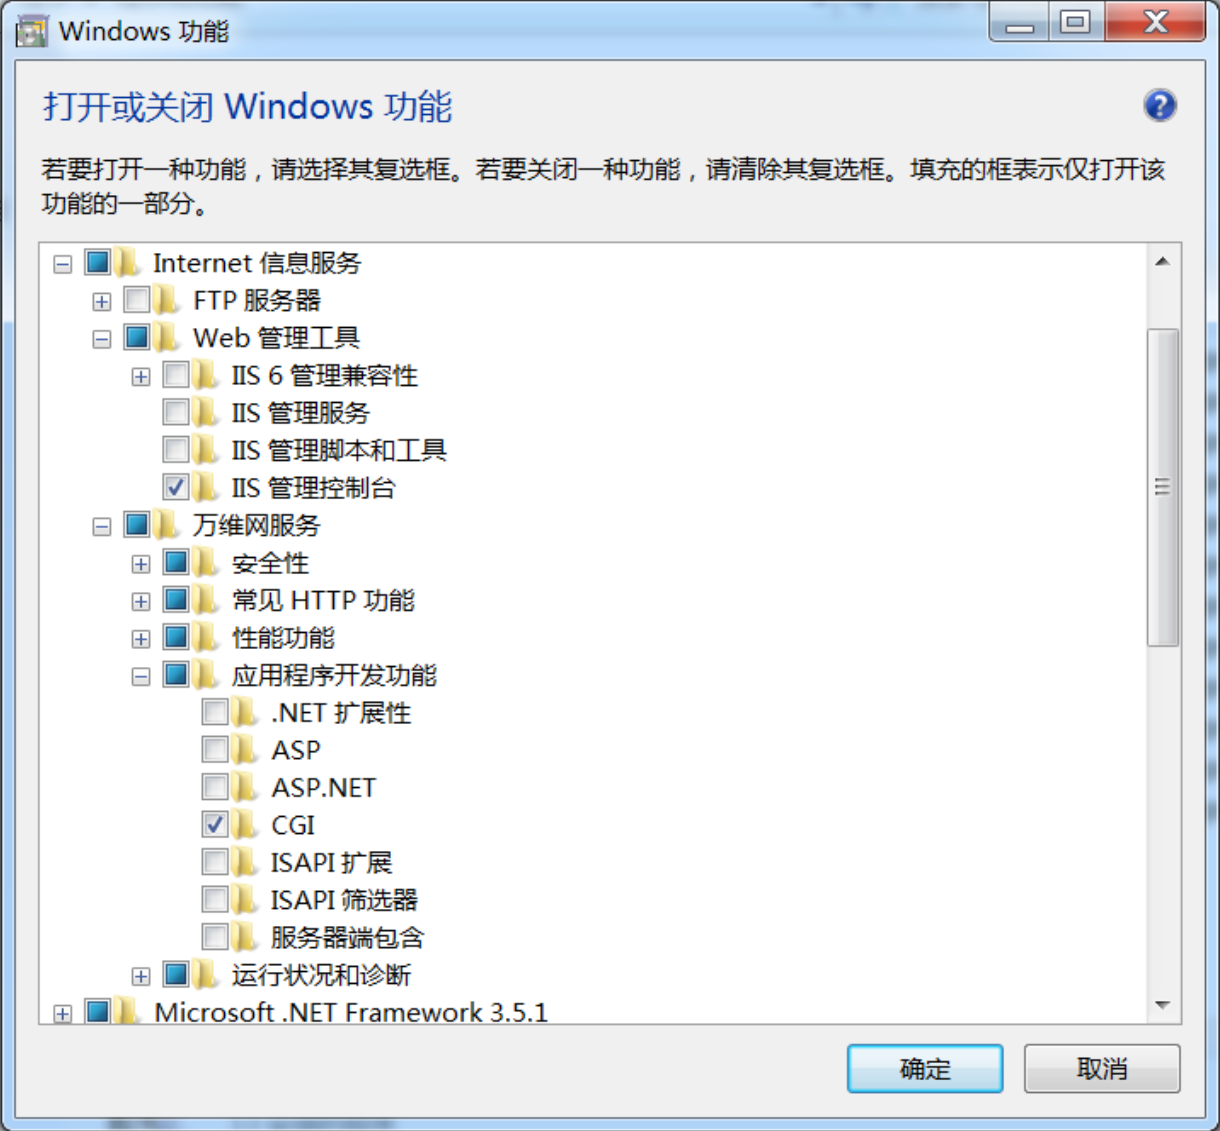 Windows 功能
打开或关闭 Windows 功能
若要打开一种功能，请选择其复选框。若要关闭一种功能，请清除其复选框。填充的框表示仅打开该
功能的一部分。
Internet 信息服务
FTP 服务器
Web 管理工具
IIS 6 管理兼容性
IIS 管理服务
IIS 管理脚本和工具
IIS 管理控制台
万维网服务
安全性
常见 HTTP 功能
性能功能
应用程序开发功能
.NET 扩展性
ASP
ASP.NET
CGI
ISAPI 扩展
ISAPI 筛选器
服务器端包含
运行状况和诊断
Microsoft .NET Framework 3.5.1
确定
取消